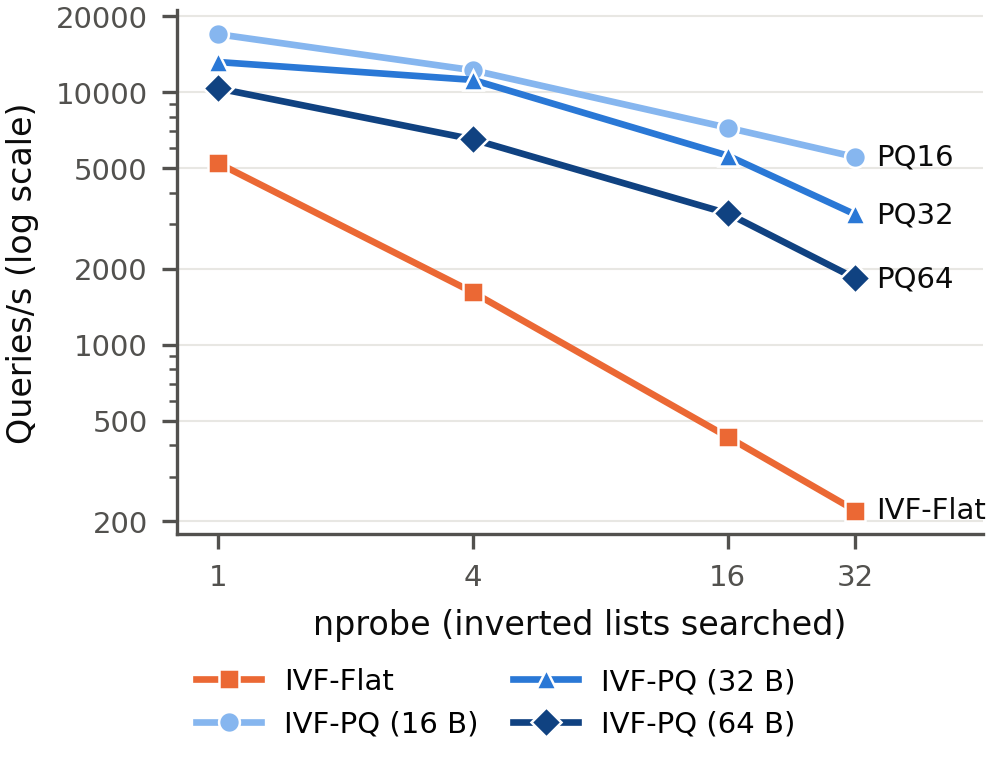 20000
10000
5000
2000
1000
500
200
Queries/s (log scale)
PQ16
PQ32
PQ64
IVF-Flat
1 4 16 32
nprobe (inverted lists searched)
IVF-Flat IVF-PQ (32 B)
IVF-PQ (16 B) IVF-PQ (64 B)